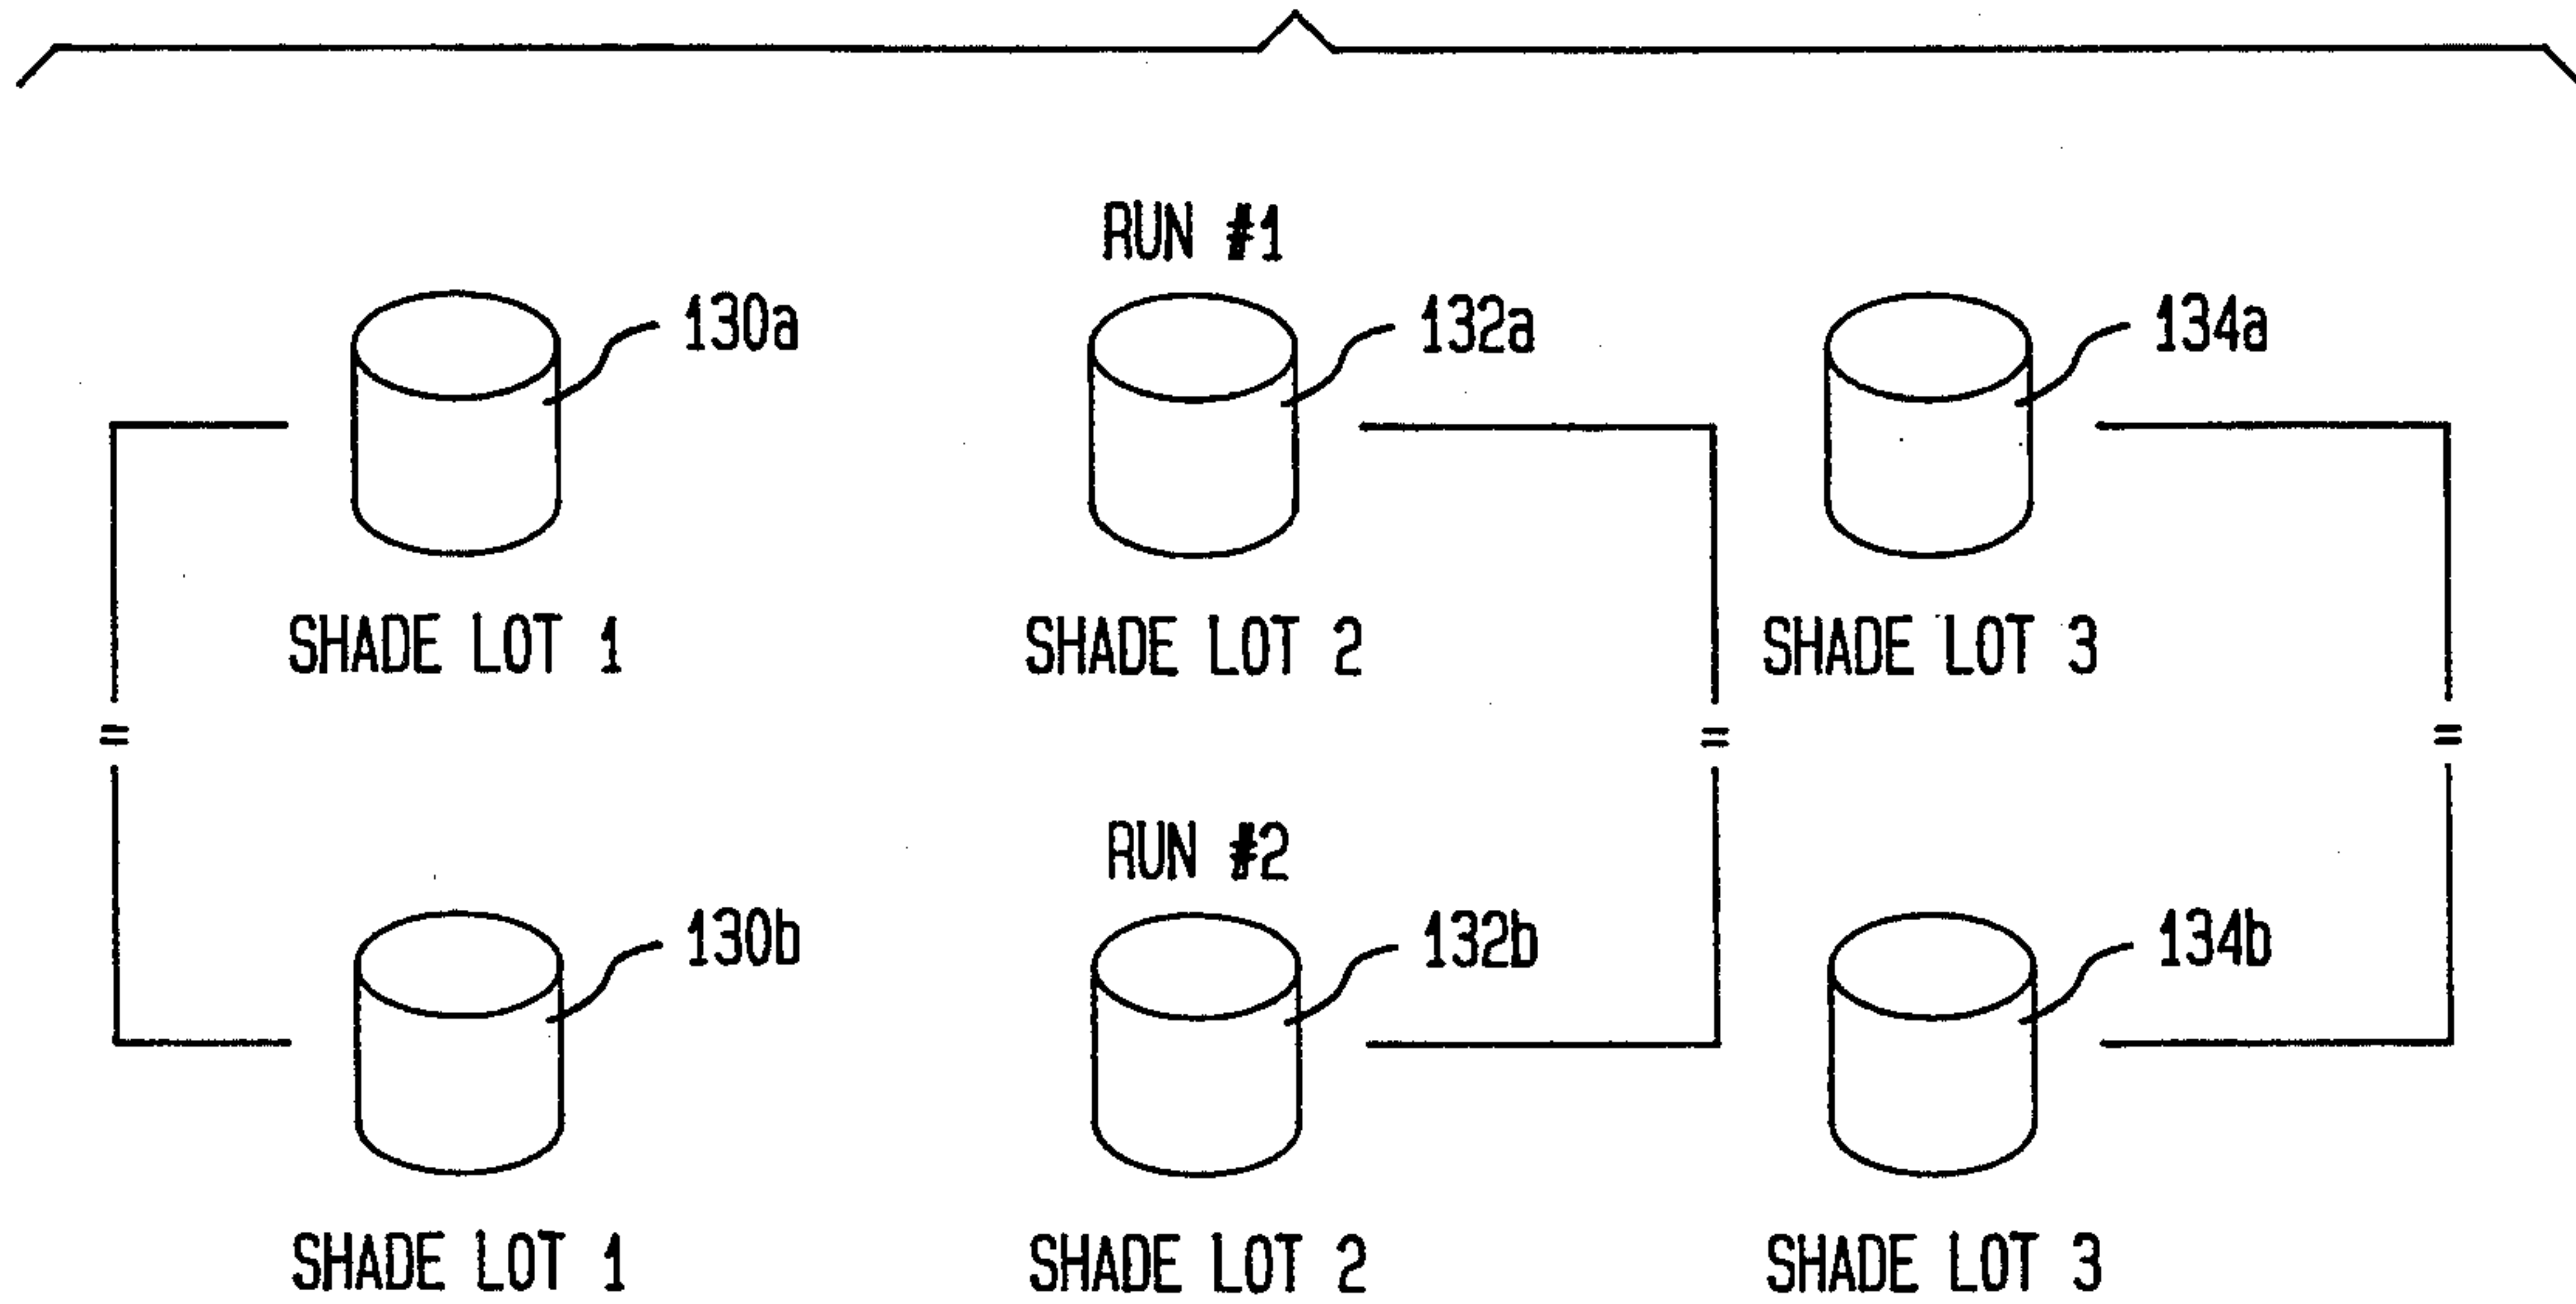 RUN #1
130a
132a
134a
SHADE LOT 1
SHADE LOT 2
SHADE LOT 3
=
=
=
RUN #2
130b
132b
134b
SHADE LOT 1
SHADE LOT 2
SHADE LOT 3